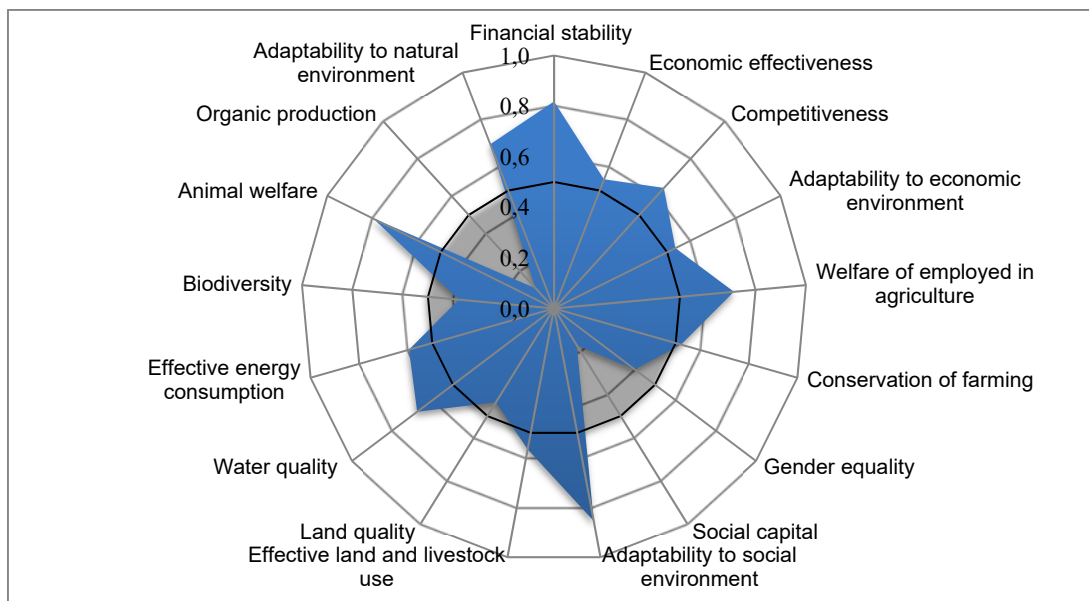 Financial stability
1,0
Economic effectiveness
Competitiveness
Adaptability to economic
environment
Welfare of employed in
agriculture
Conservation of farming
Gender equality
Social capital
Adaptability to social
environment
Effective land and livestock
use
Land quality
Water quality
Effective energy
consumption
Biodiversity
Animal welfare
Organic production
Adaptability to natural
environment
0,8
0,6
0,4
0,2
0,0